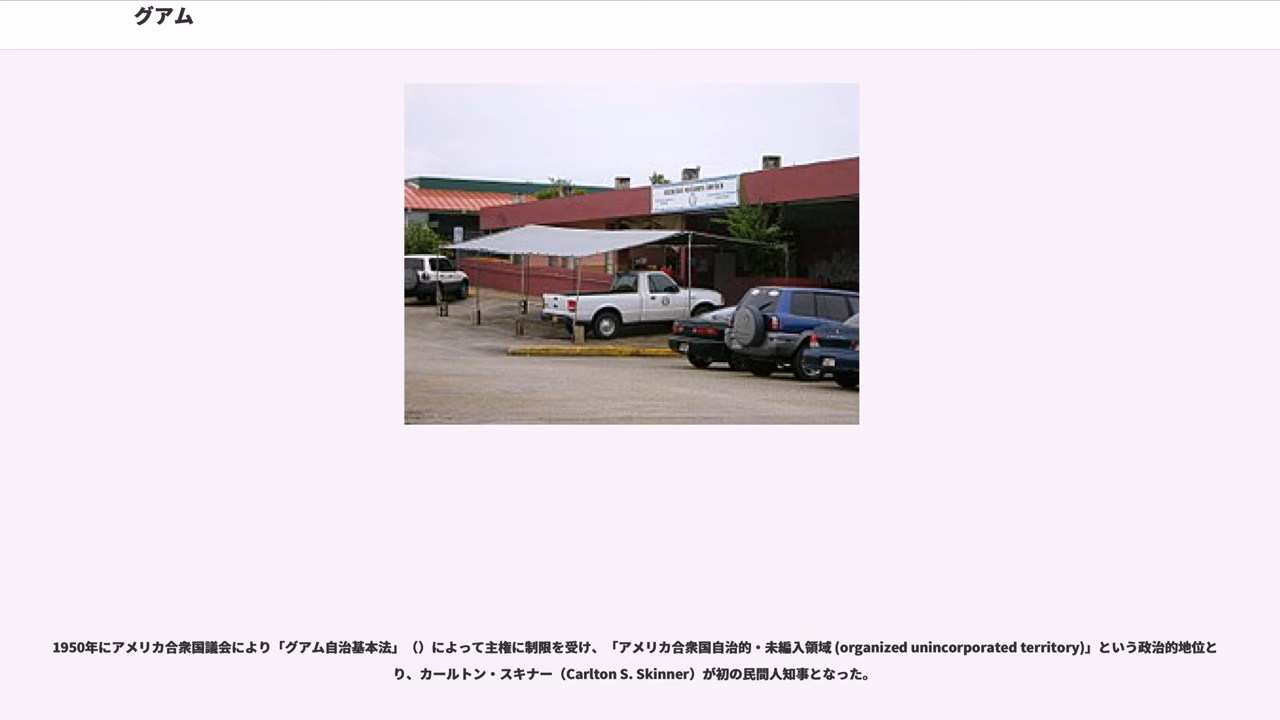 グアム
1950年にアメリカ合衆国議会により「グアム自治基本法」（）によって主権に制限を受け、「アメリカ合衆国自治的・未編入領域 (organized unincorporated territory)」という政治的地位と
り、カールトン・スキナー（Carlton S. Skinner）が初の民間人知事となった。